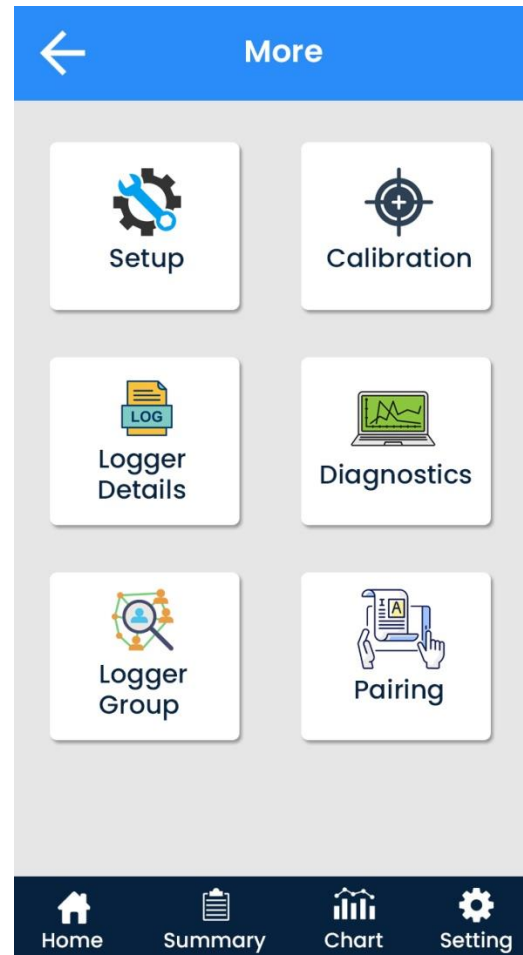 More
Setup
Calibration
LOG
Logger
Details
Diagnostics
Logger
Group
A
Pairing
Home
Summary
Chart
Setting